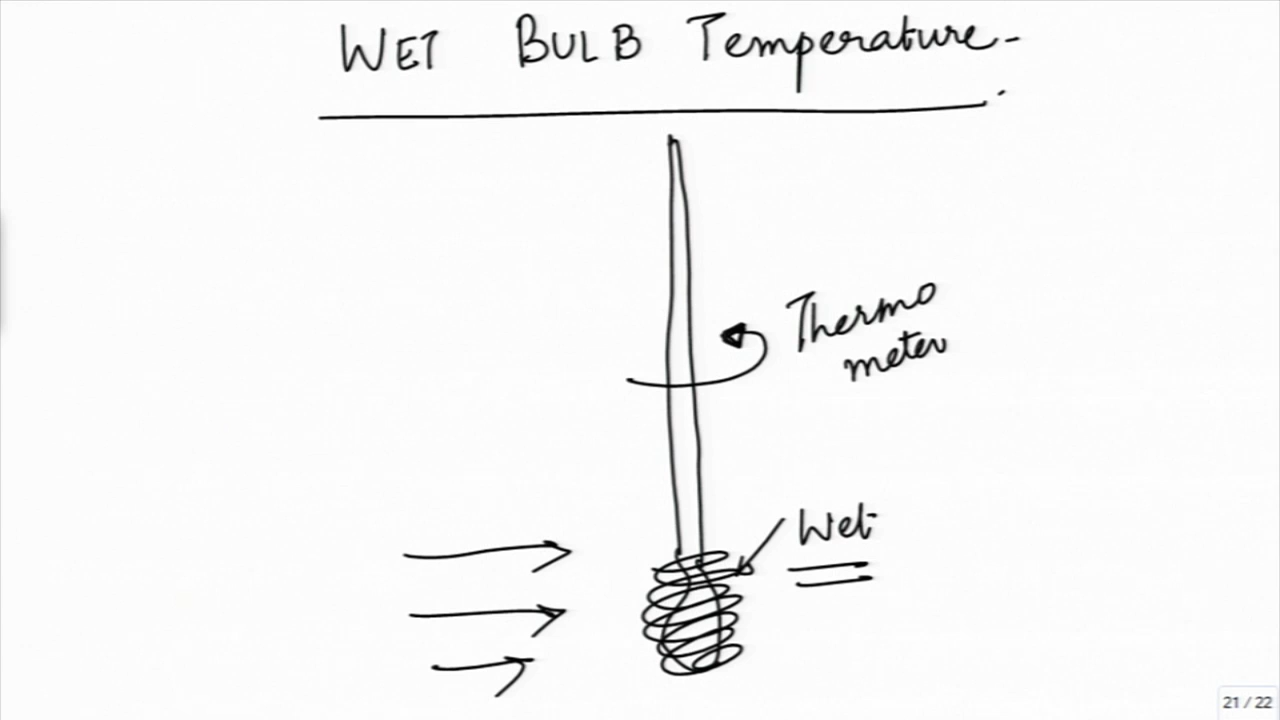 WET BULB Temperature.
Thermo
meter
Wet
21 / 22